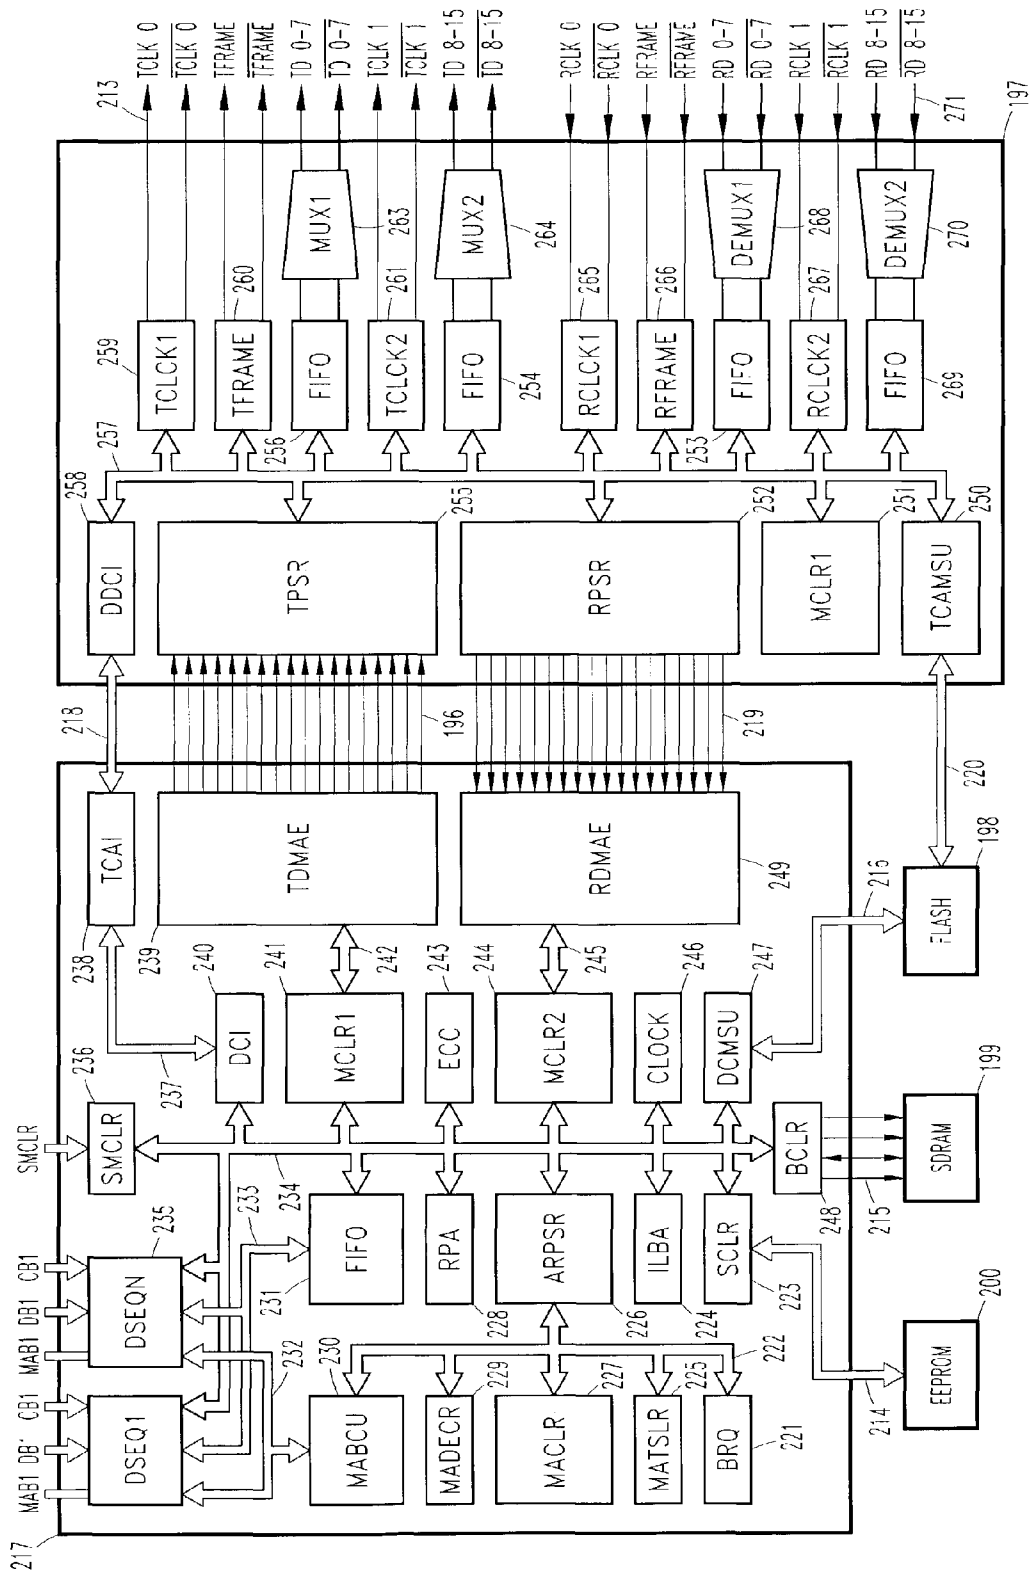 TCLK 0
TCLK 0
TFRAME
TFRAME
TD 0-7
TD 0-7
TCLK 1
TCLK 1
TD 8-15
TD 8-15
RCLK 0
RCLK 0
RFRAME
RFRAME
RD 0-7
RD 0-7
RCLK 1
RCLK 1
RD 8-15
RD 8-15
213
271
197
MUX1
263
MUX2
264
DEMUX1
268
DEMUX2
270
259
TCLCK1
260
TFRAME
256
FIFO
261
TCLCK2
FIFO
254
265
RCLCK1
266
RFRAME
253
FIFO
267
RCLCK2
FIFO
269
257
258
DDCI
TPSR
255
RPSR
252
MCLR1
251
TCAMSU
250
218
196
219
220
TCAI
238
TDMAE
239
RDMAE
249
216
FLASH
198
237
DCI
240
MCLR1
241
242
ECC
243
MCLR2
244
245
CLOCK
246
DCMSU
247
SMCLR
SMCLR
236
234
233
BCLR
248
215
SDRAM
199
CB1
DB1
MAB1
DSEQN
235
FIFO
231
RPA
228
ARPSR
226
ILBA
224
SCLR
223
CB1
DB'
MAB1
DSEQ1
232
MABCU
230
MADECR
229
MACLR
227
MATSLR
225
BRQ
221
222
214
EEPROM
200
217